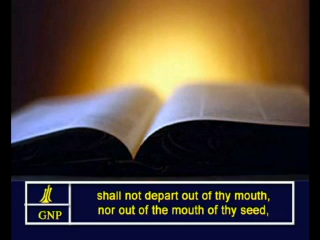 GNP
shall not depart out of thy mouth,
nor out of the mouth of thy seed,